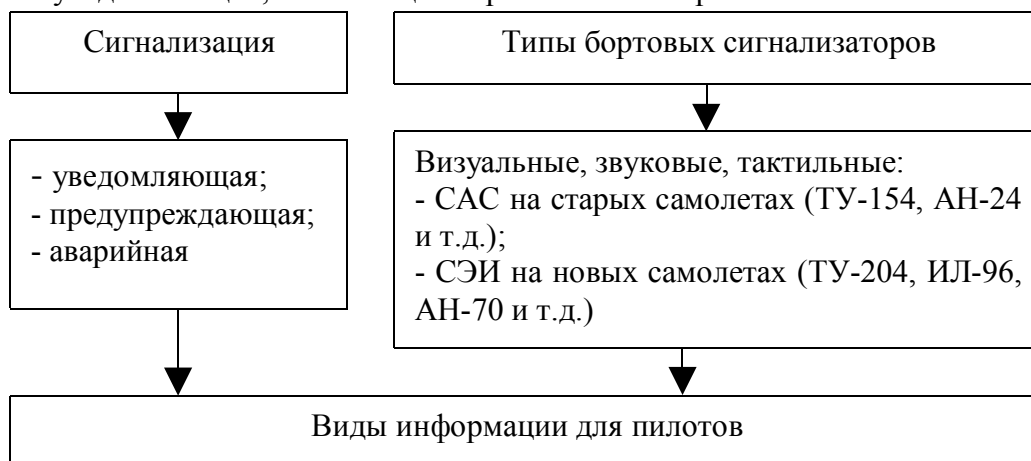 Сигнализация
Типы бортовых сигнализаторов
- уведомляющая;
- предупреждающая;
- аварийная
Визуальные, звуковые, тактильные:
- САС на старых самолетах (ТУ-154, АН-24
и т.д.);
- СЭИ на новых самолетах (ТУ-204, ИЛ-96,
АН-70 и т.д.)
Виды информации для пилотов